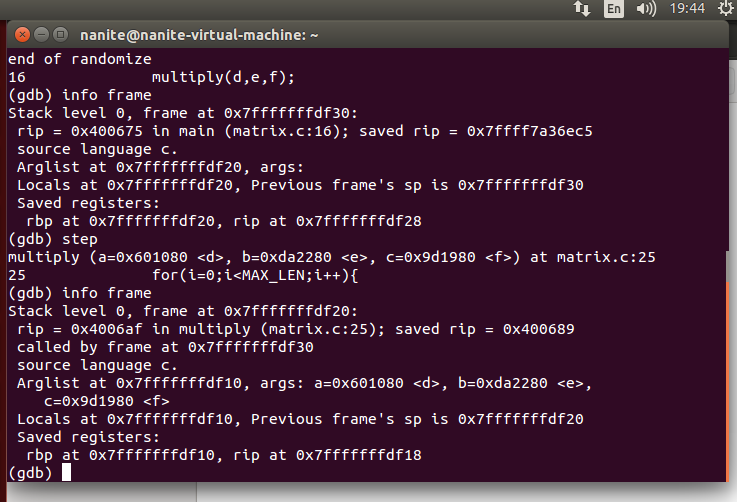 En 19:44
nanite@nanite-virtual-machine: ~
end of randomize
16              multiply(d,e,f);
(gdb) info frame
Stack level 0, frame at 0x7fffffffdf30:
 rip = 0x400675 in main (matrix.c:16); saved rip = 0x7ffff7a36ec5
 source language c.
 Arglist at 0x7fffffffdf20, args:
 Locals at 0x7fffffffdf20, Previous frame's sp is 0x7fffffffdf30
 Saved registers:
  rbp at 0x7fffffffdf20, rip at 0x7fffffffdf28
(gdb) step
multiply (a=0x601080 <d>, b=0xda2280 <e>, c=0x9d1980 <f>) at matrix.c:25
25              for(i=0;i<MAX_LEN;i++){
(gdb) info frame
Stack level 0, frame at 0x7fffffffdf20:
 rip = 0x4006af in multiply (matrix.c:25); saved rip = 0x400689
 called by frame at 0x7fffffffdf30
 source language c.
 Arglist at 0x7fffffffdf10, args: a=0x601080 <d>, b=0xda2280 <e>,
    c=0x9d1980 <f>
 Locals at 0x7fffffffdf10, Previous frame's sp is 0x7fffffffdf20
 Saved registers:
  rbp at 0x7fffffffdf10, rip at 0x7fffffffdf18
(gdb)